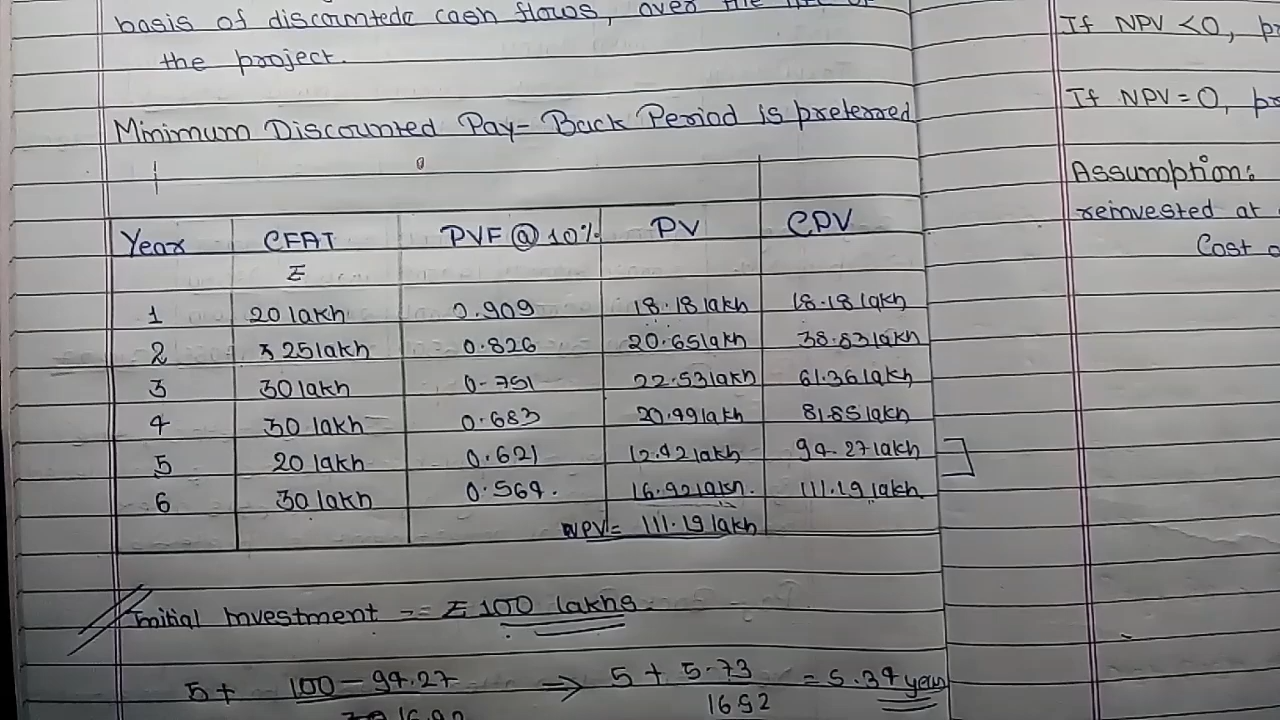 basis of discounteda cash flows, over the life of
the project.
Minimum Discounted Pay-Back Period is preferred
Year CFAT PVF @ 10% PV CPV
₹
1 20 lakh 0.909 18.18 lakh 18.18 lakh
2 ₹ 25 lakh 0.826 20.65 lakh 38.83 lakh
3 30 lakh 0.751 22.53 lakh 61.36 lakh
4 30 lakh 0.683 20.49 lakh 81.85 lakh
5 20 lakh 0.621 12.42 lakh 94.27 lakh
6 30 lakh 0.564. 16.92 lakh. 111.19 lakh.
NPV = 111.19 lakh
Initial Investment = ₹ 100 lakhs.
5 + 100 - 94.27 ⇒ 5 + 5.73 = 5.34 years
16.92 1692
If NPV <0,
If NPV = 0,
Assumption:
reinvested at
Cost